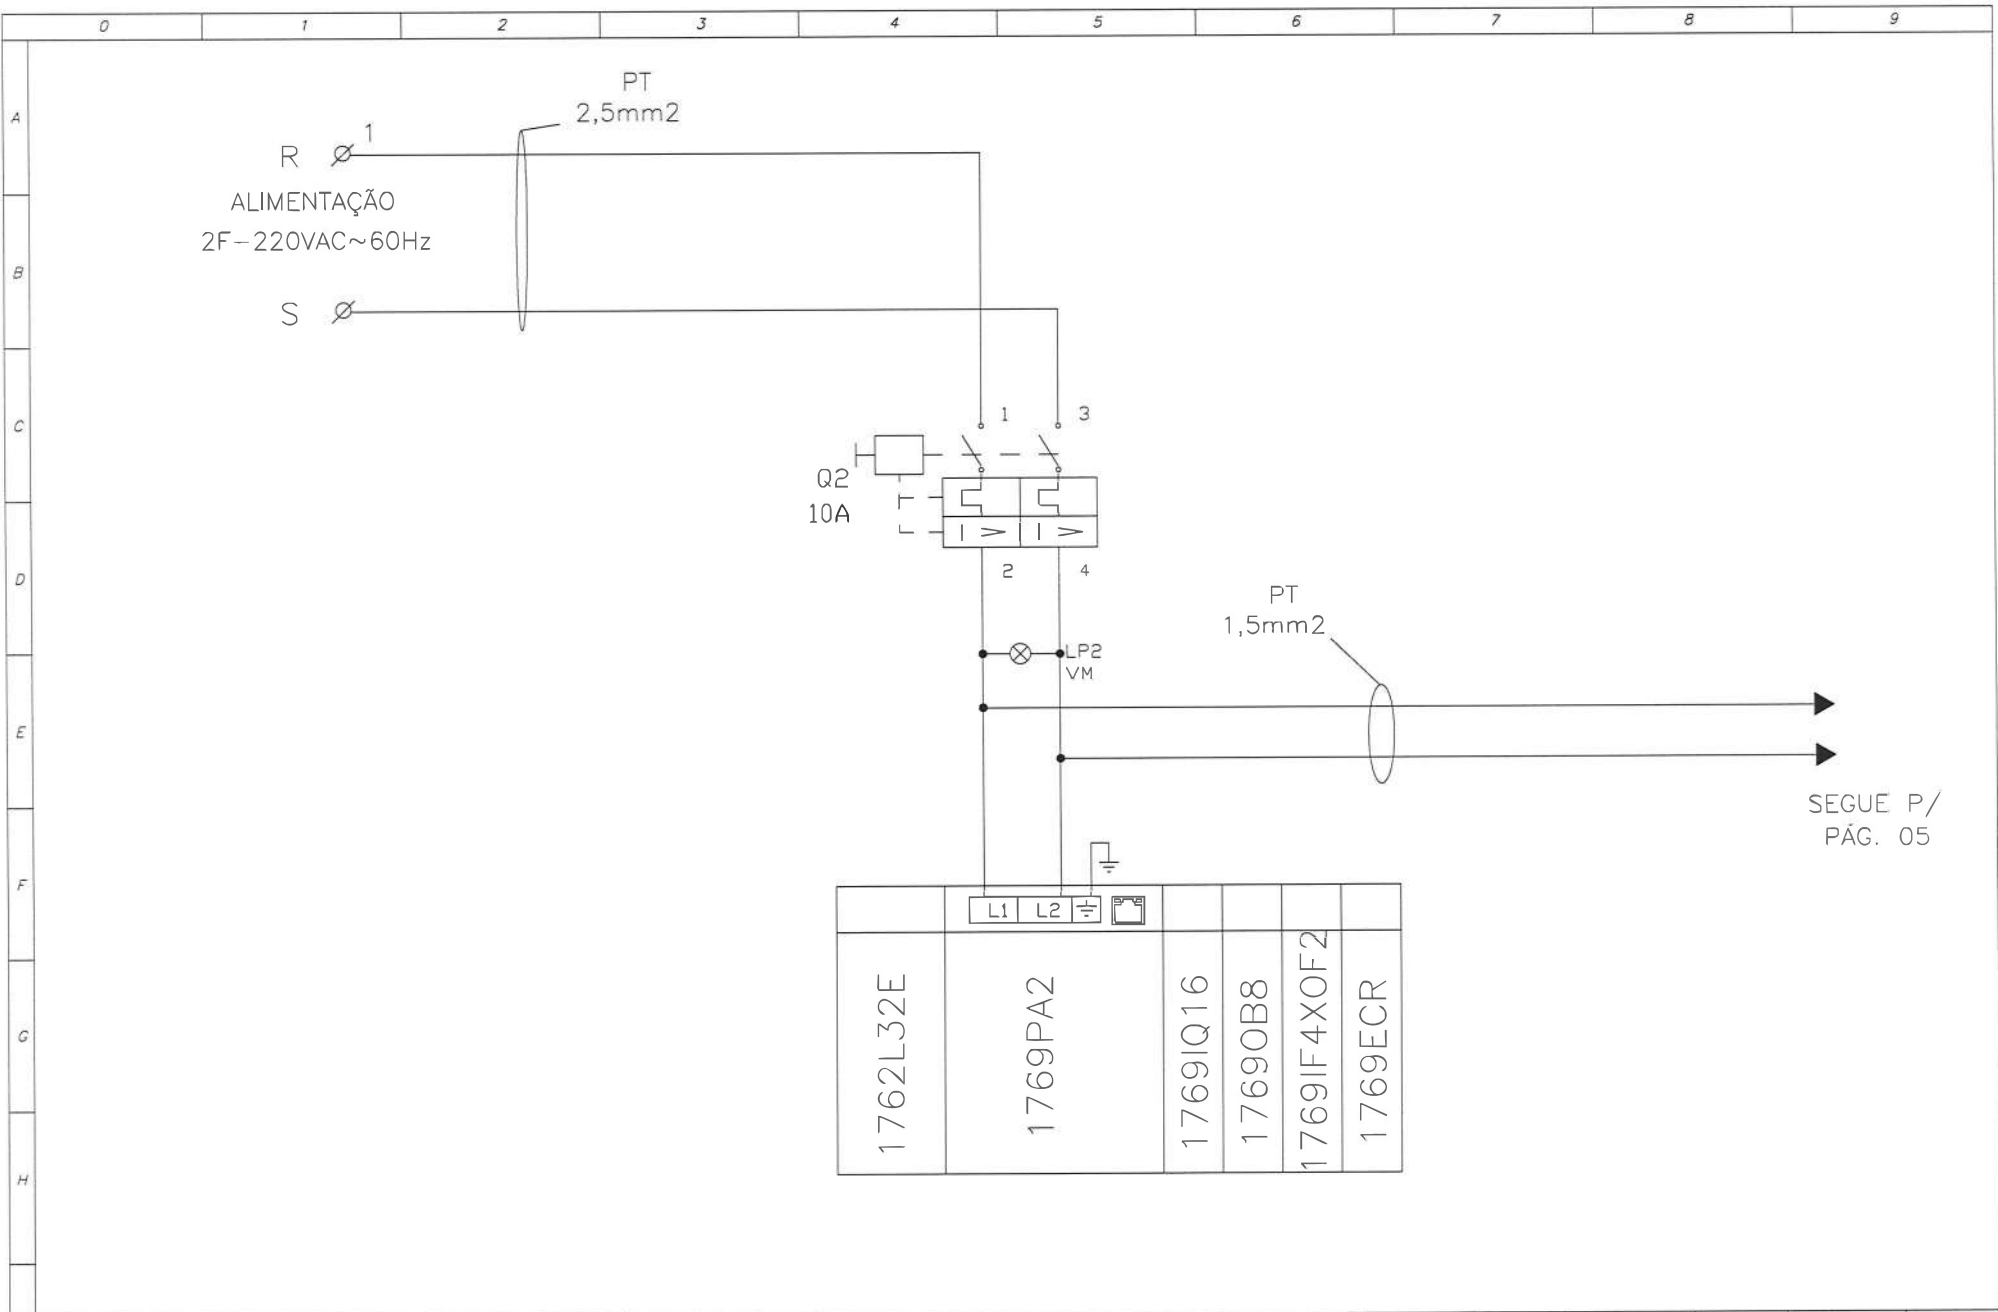 0 1 2 3 4 5 6 7 8 9
A
B
C
D
E
F
G
H
PT
2,5mm2
R 1
ALIMENTAÇÃO
2F-220VAC~60Hz
S
1 3
Q2
10A
I > I >
2 4
LP2
VM
PT
1,5mm2
SEGUE P/
PÁG. 05
L1 L2
1762L32E
1769PA2
1769IQ16
1769OB8
1769IF4XOF2
1769ECR